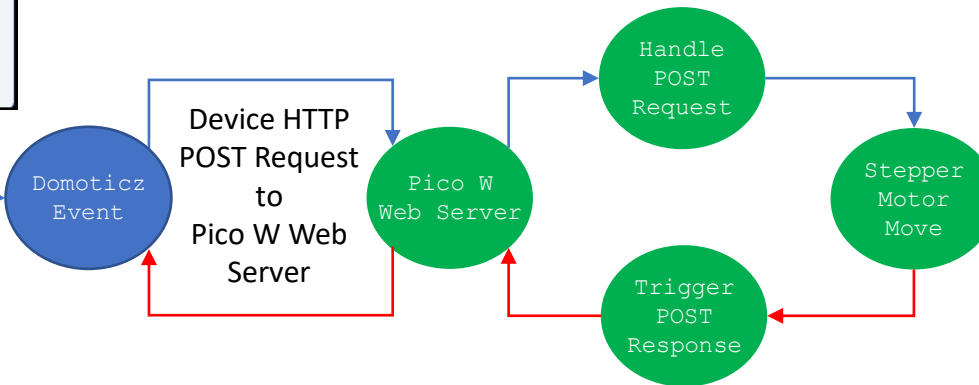 Domoticz
Event
Device HTTP
POST Request
to
Pico W Web
Server
Pico W
Web Server
Handle
POST
Request
Stepper
Motor
Move
Trigger
POST
Response